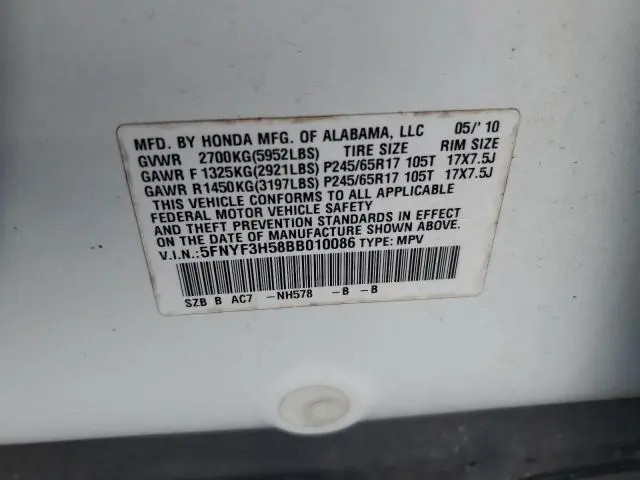 MFD. BY HONDA MFG. OF ALABAMA, LLC 05/'10
GVWR 2700KG(5952LBS) TIRE SIZE RIM SIZE
GAWR F 1325KG(2921LBS) P245/65R17 105T 17X7.5J
GAWR R1450KG(3197LBS) P245/65R17 105T 17X7.5J
THIS VEHICLE CONFORMS TO ALL APPLICABLE
FEDERAL MOTOR VEHICLE SAFETY
AND THEFT PREVENTION STANDARDS IN EFFECT
ON THE DATE OF MANUFACTURE SHOWN ABOVE.
V.I.N.:5FNYF3H58BB010086 TYPE: MPV
SZB B AC7 -NH578 -B -B